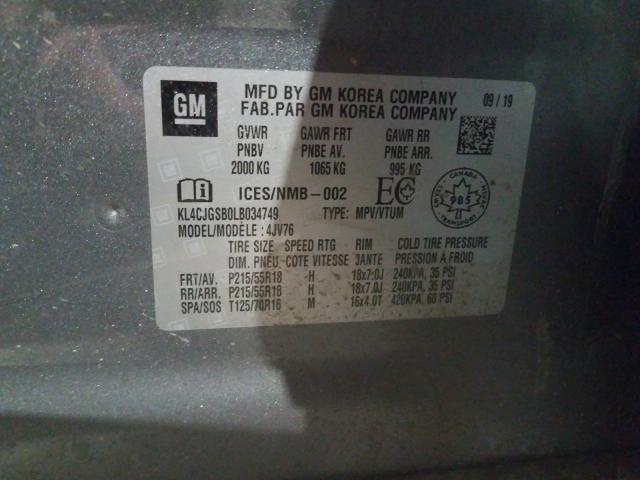 GM
MFD BY GM KOREA COMPANY
FAB.PAR GM KOREA COMPANY
09 / 19
GVWR GAWR FRT GAWR RR
PNBV PNBE AV. PNBE ARR.
2000 KG 1065 KG 995 KG
ICES/NMB-002 EC
CANADA
985
KL4CJGSB0LB034749 TYPE: MPV/VTUM
MODEL/MODÈLE : 4JV76
TIRE SIZE SPEED RTG RIM COLD TIRE PRESSURE
DIM. PNEU COTE VITESSE JANTE PRESSION À FROID
FRT/AV. P215/55R18 H 18x7.0J 240KPA, 35 PSI
RR/ARR. P215/55R18 H 18x7.0J 240KPA, 35 PSI
SPA/SOS T125/70R16 M 16x4.0T 420KPA, 60 PSI